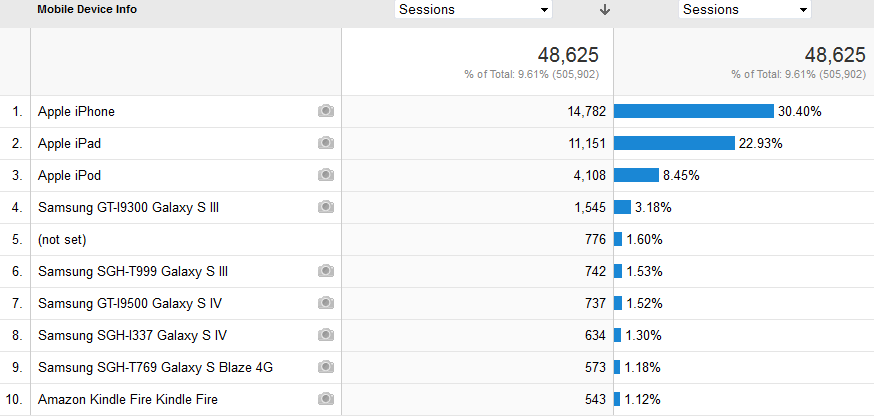 Mobile Device Info Sessions Sessions
48,625 48,625
% of Total: 9.61% (505,902) % of Total: 9.61% (505,902)
1. Apple iPhone 14,782 30.40%
2. Apple iPad 11,151 22.93%
3. Apple iPod 4,108 8.45%
4. Samsung GT-I9300 Galaxy S III 1,545 3.18%
5. (not set) 776 1.60%
6. Samsung SGH-T999 Galaxy S III 742 1.53%
7. Samsung GT-I9500 Galaxy S IV 737 1.52%
8. Samsung SGH-I337 Galaxy S IV 634 1.30%
9. Samsung SGH-T769 Galaxy S Blaze 4G 573 1.18%
10. Amazon Kindle Fire Kindle Fire 543 1.12%